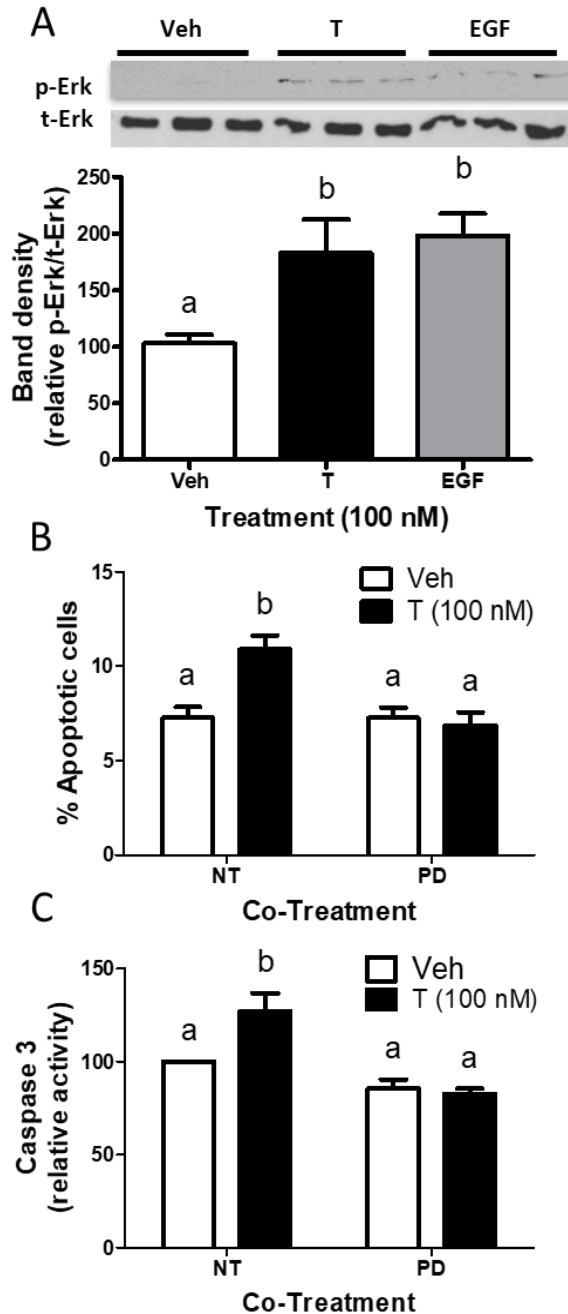 A
Veh T EGF
p-Erk
t-Erk
Band density
(relative p-Erk/t-Erk)
250
200
150
100
50
0
a
b
b
Veh T EGF
Treatment (100 nM)
B
% Apoptotic cells
15
10
5
0
Veh
T (100 nM)
a
b
a
a
NT PD
Co-Treatment
C
Caspase 3
(relative activity)
150
100
50
0
Veh
T (100 nM)
a
b
a
a
NT PD
Co-Treatment